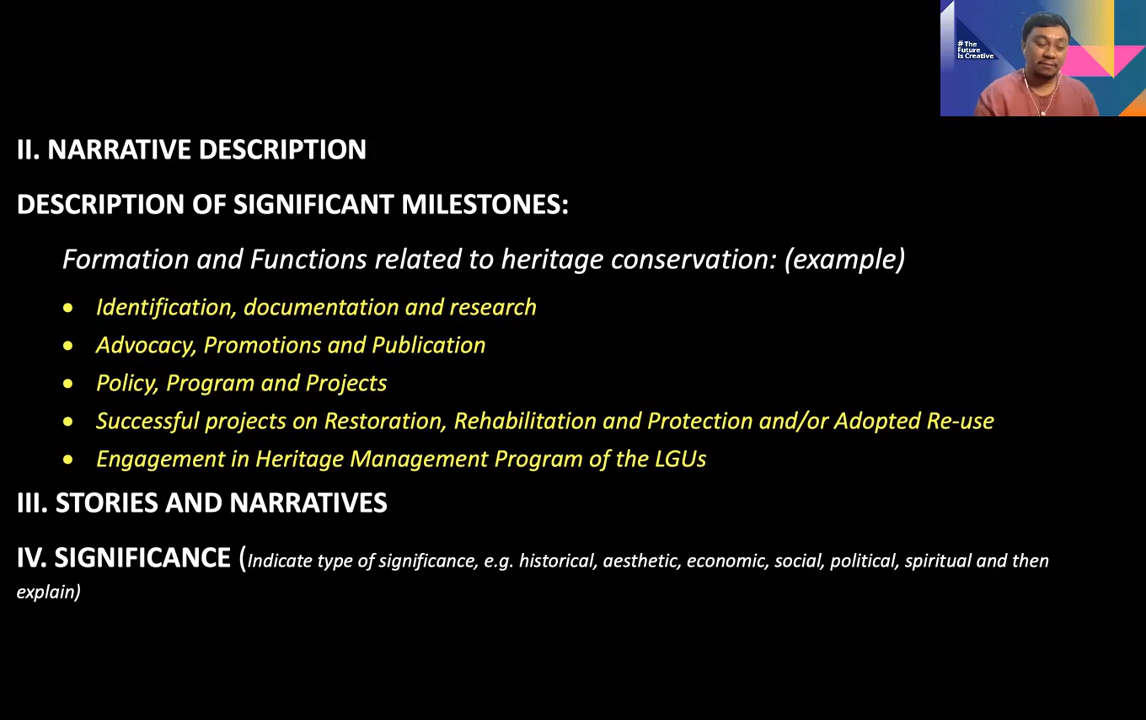 # The
Future
Is Creative
II. NARRATIVE DESCRIPTION
DESCRIPTION OF SIGNIFICANT MILESTONES:
Formation and Functions related to heritage conservation: (example)
• Identification, documentation and research
• Advocacy, Promotions and Publication
• Policy, Program and Projects
• Successful projects on Restoration, Rehabilitation and Protection and/or Adopted Re-use
• Engagement in Heritage Management Program of the LGUs
III. STORIES AND NARRATIVES
IV. SIGNIFICANCE (Indicate type of significance, e.g. historical, aesthetic, economic, social, political, spiritual and then
explain)